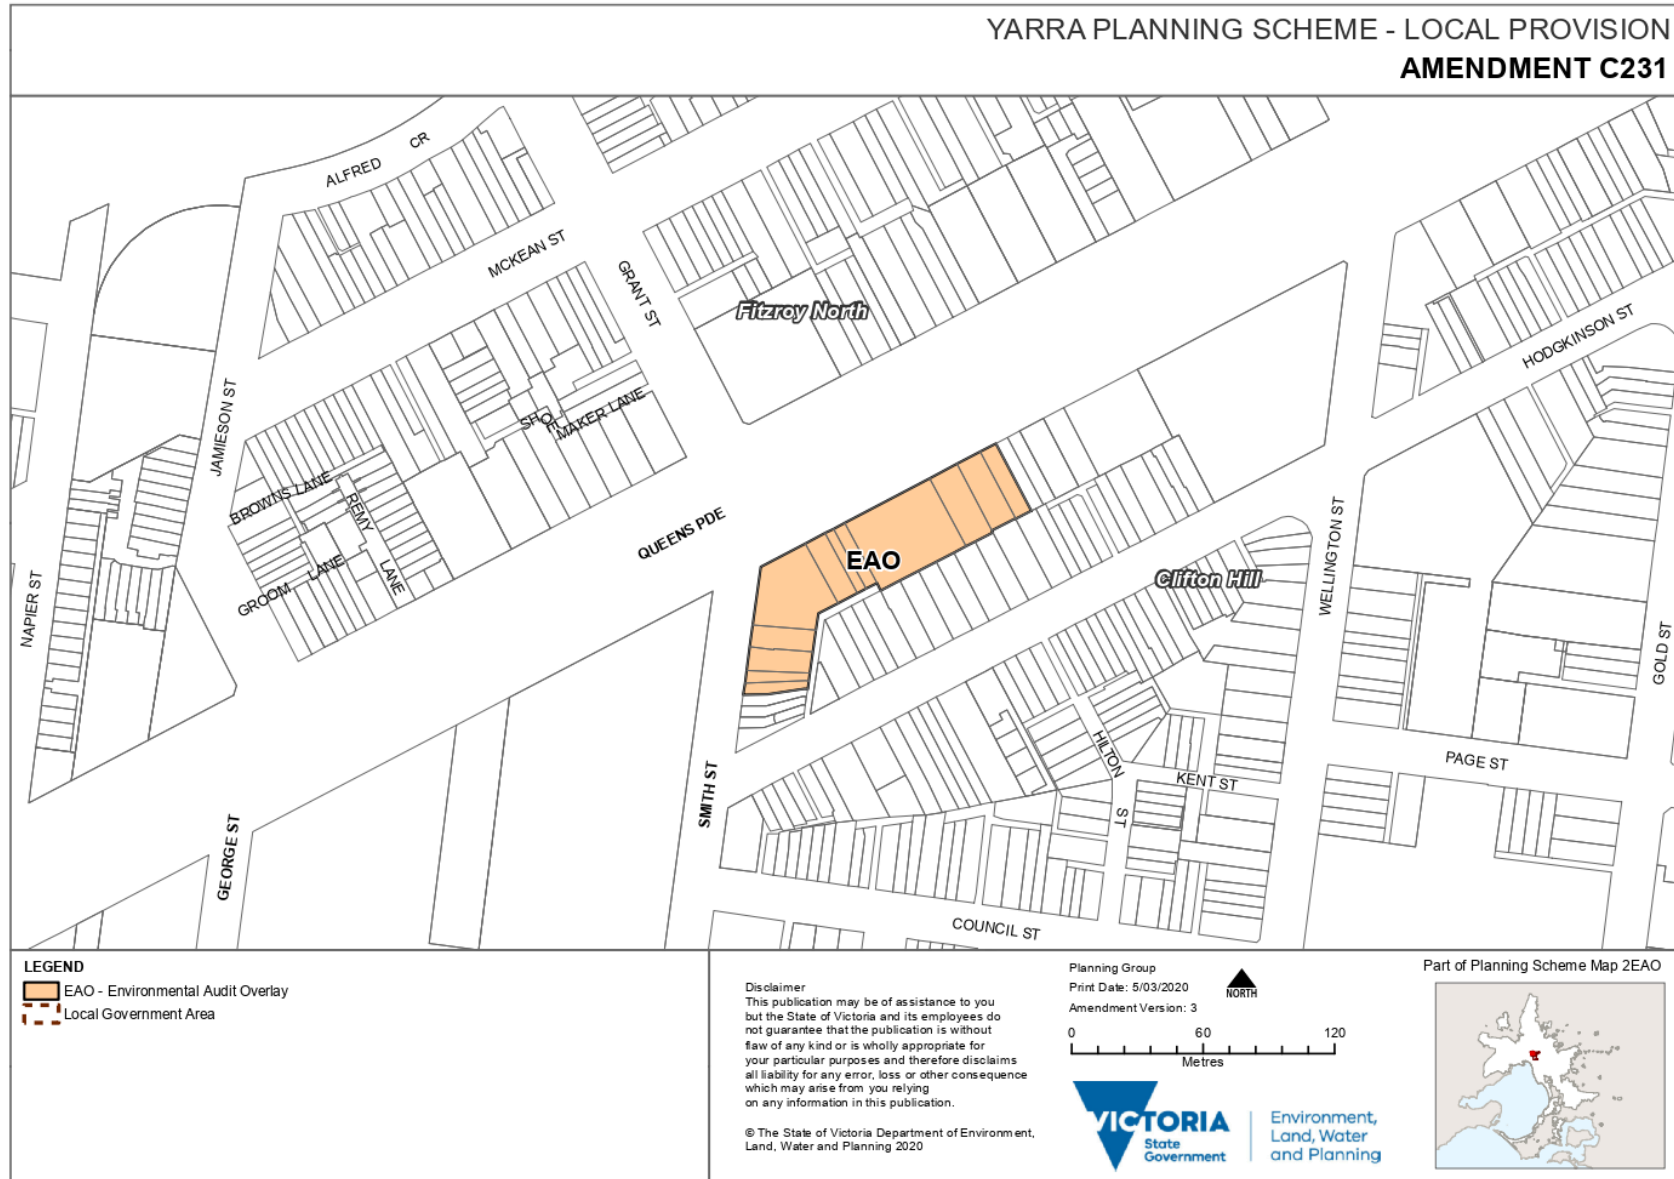 YARRA PLANNING SCHEME - LOCAL PROVISION
AMENDMENT C231
ALFRED CR
MCKEAN ST
GRANT ST
Fitzroy North
HODGKINSON ST
JAMIESON ST
SHOE
MAKER LANE
BROWNS LANE
REMY
LANE
GROOM LANE
QUEENS PDE
EAO
Clifton Hill
WELLINGTON ST
NAPIER ST
GOLD ST
HILTON
ST
KENT ST
PAGE ST
SMITH ST
GEORGE ST
COUNCIL ST
LEGEND
EAO - Environmental Audit Overlay
Local Government Area
Disclaimer
This publication may be of assistance to you
but the State of Victoria and its employees do
not guarantee that the publication is without
flaw of any kind or is wholly appropriate for
your particular purposes and therefore disclaims
all liability for any error, loss or other consequence
which may arise from you relying
on any information in this publication.
© The State of Victoria Department of Environment,
Land, Water and Planning 2020
Planning Group
Print Date: 5/03/2020
Amendment Version: 3
NORTH
0 60 120
Metres
VICTORIA
State
Government
Environment,
Land, Water
and Planning
Part of Planning Scheme Map 2EAO